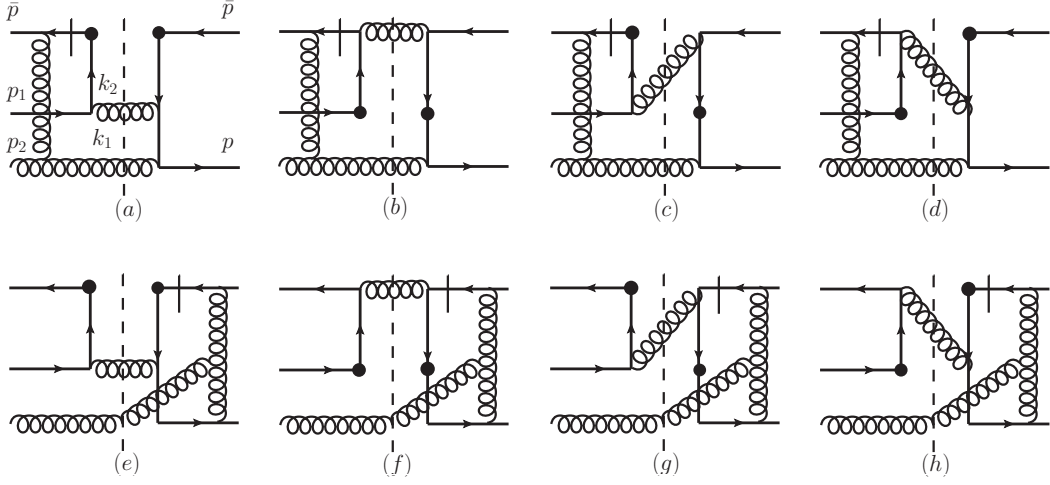 p̄ p̄
k₂
p₁
k₁
p₂ p
(a) (b) (c) (d)
(e) (f) (g) (h)